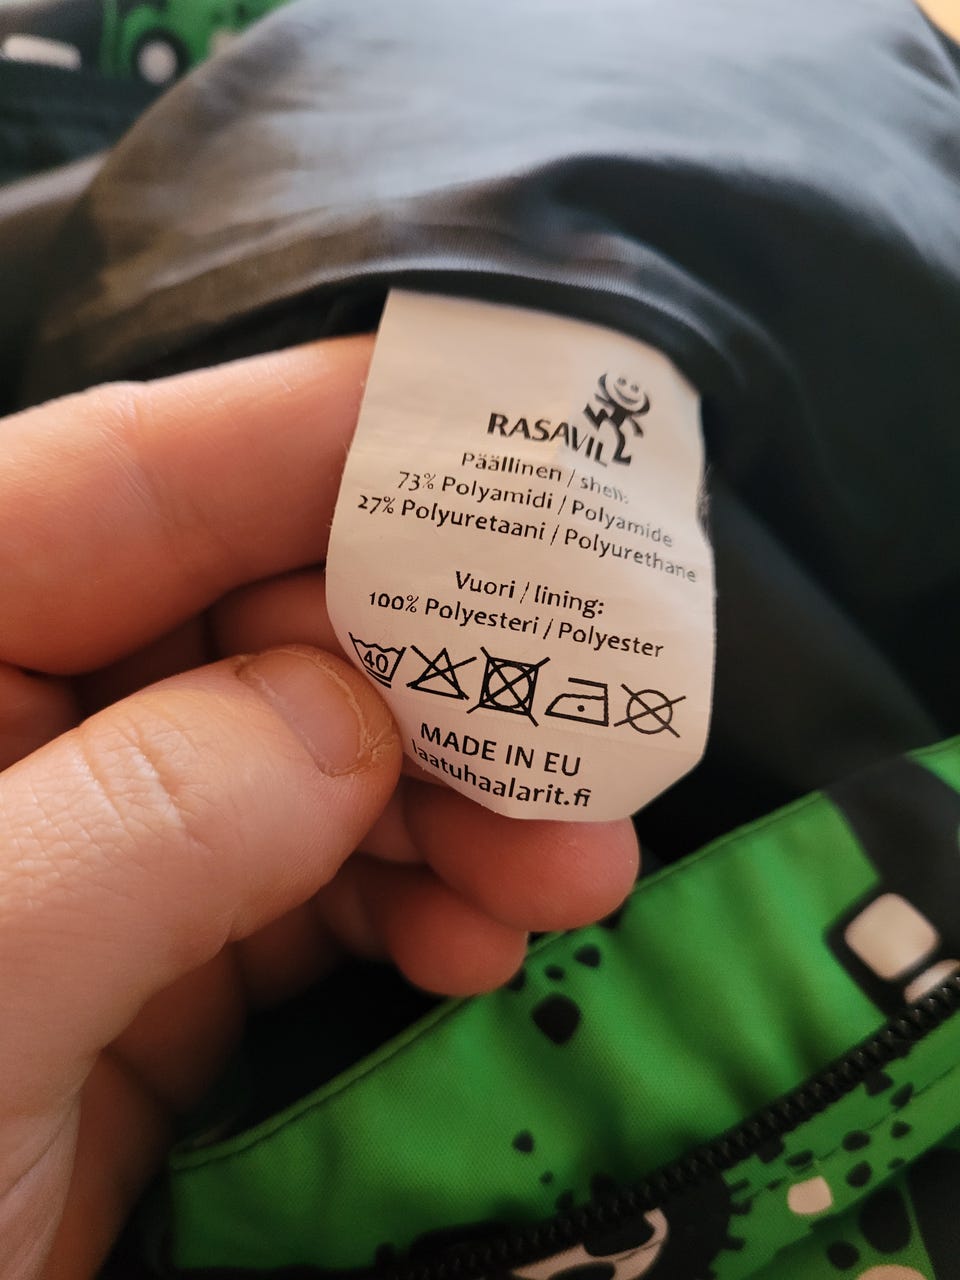 RASAVIL
Päällinen / shell:
73% Polyamidi / Polyamide
27% Polyuretaani / Polyurethane
Vuori / lining:
100% Polyesteri / Polyester
40
MADE IN EU
laatuhaalarit.fi